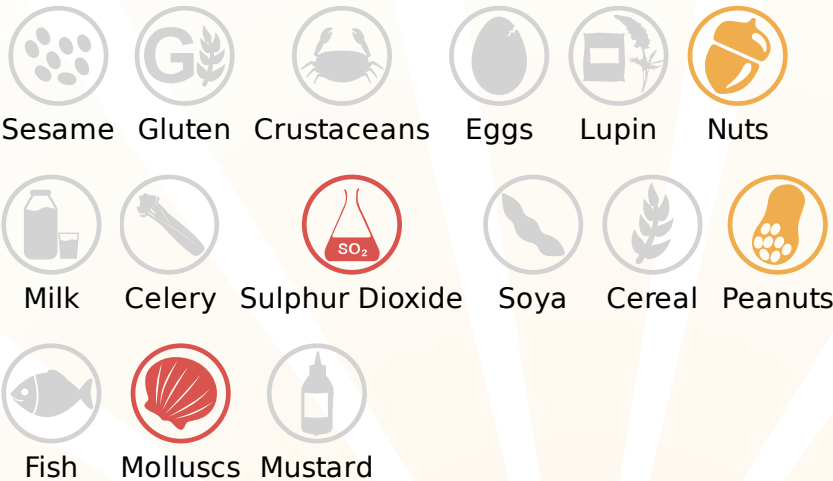 G
Sesame Gluten Crustaceans Eggs Lupin Nuts
SO₂
Milk Celery Sulphur Dioxide Soya Cereal Peanuts
Fish Molluscs Mustard